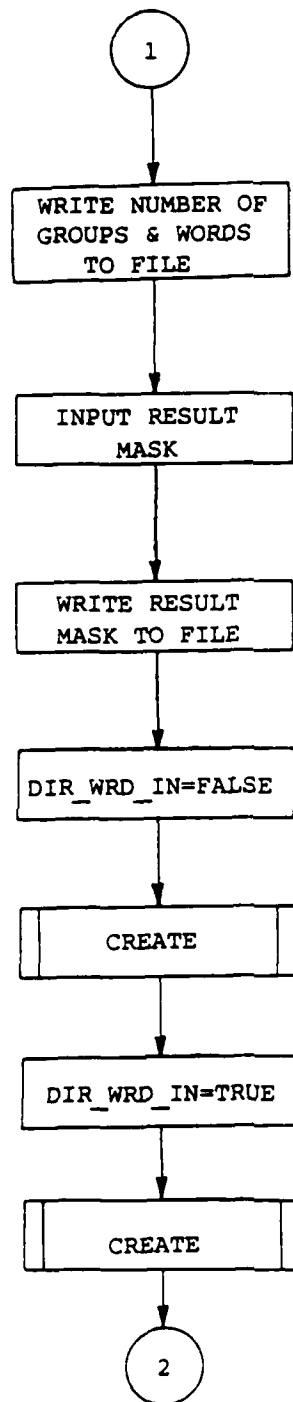 1
WRITE NUMBER OF
GROUPS & WORDS
TO FILE
INPUT RESULT
MASK
WRITE RESULT
MASK TO FILE
DIR_WRD_IN=FALSE
CREATE
DIR_WRD_IN=TRUE
CREATE
2